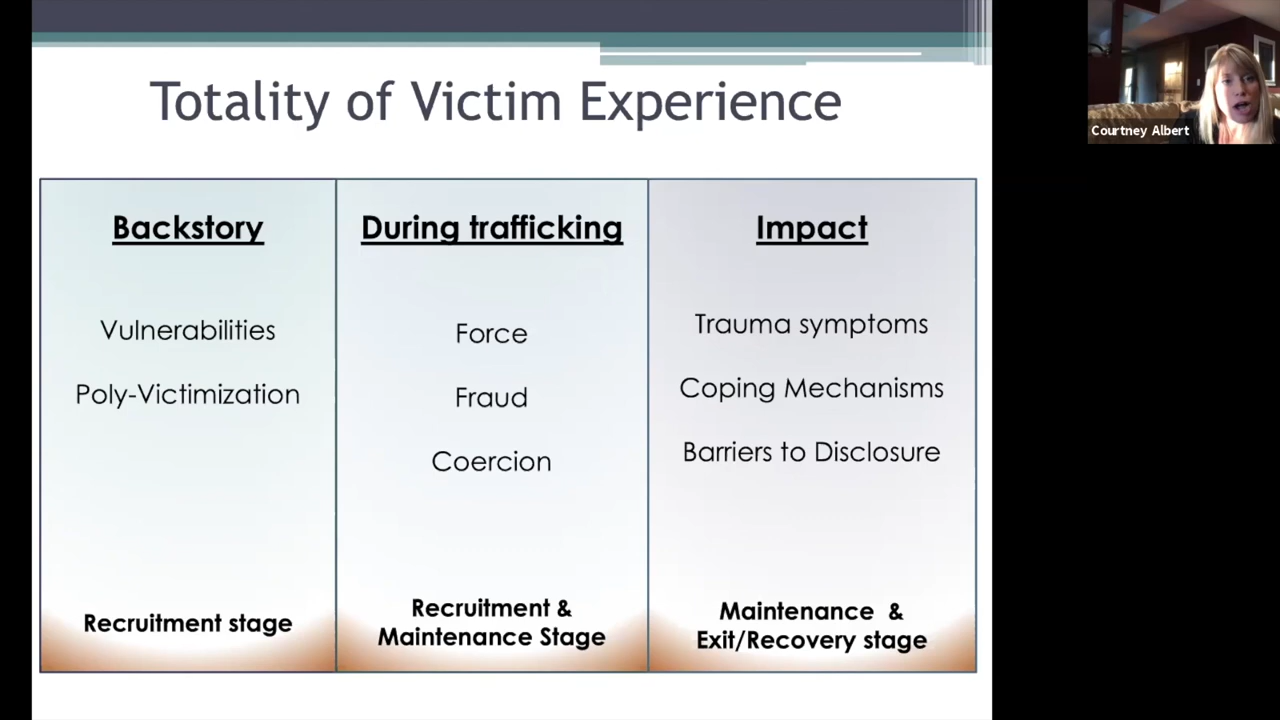 Totality of Victim Experience
Backstory
Vulnerabilities
Poly-Victimization
Recruitment stage
During trafficking
Force
Fraud
Coercion
Recruitment &
Maintenance Stage
Impact
Trauma symptoms
Coping Mechanisms
Barriers to Disclosure
Maintenance &
Exit/Recovery stage
Courtney Albert